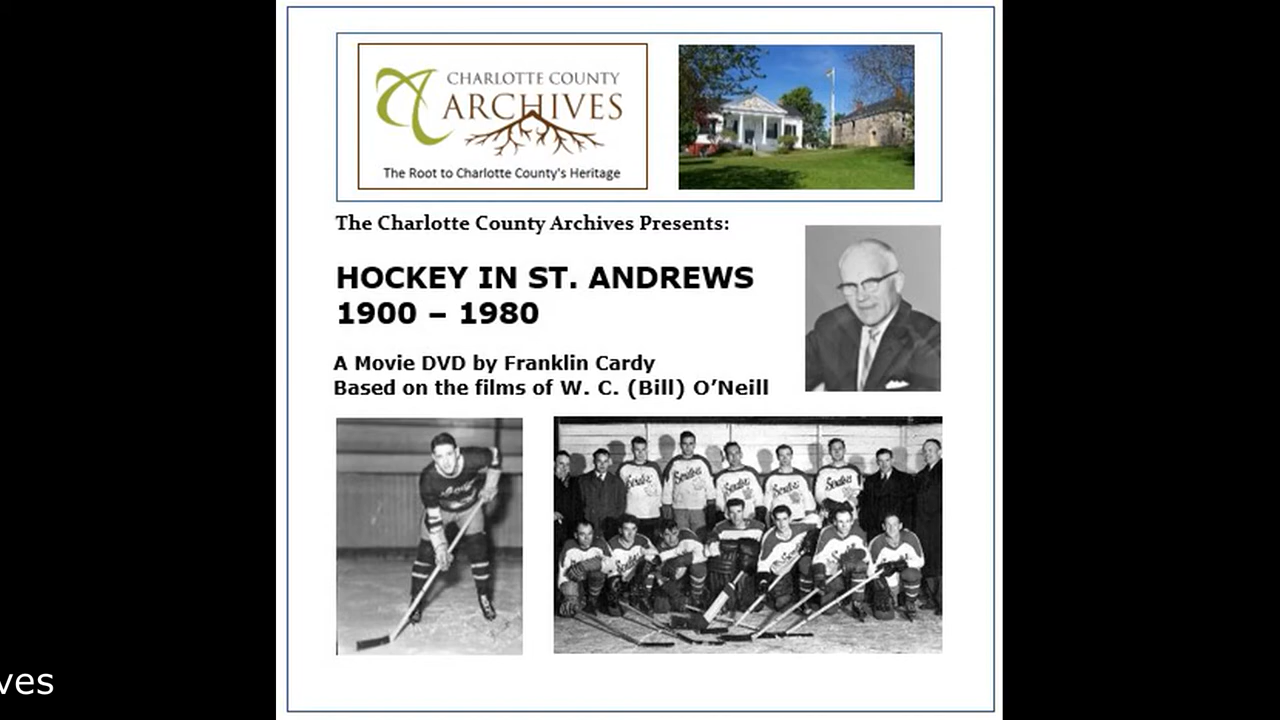 CHARLOTTE COUNTY
ARCHIVES
The Root to Charlotte County's Heritage
The Charlotte County Archives Presents:
HOCKEY IN ST. ANDREWS
1900 – 1980
A Movie DVD by Franklin Cardy
Based on the films of W. C. (Bill) O'Neill
ves